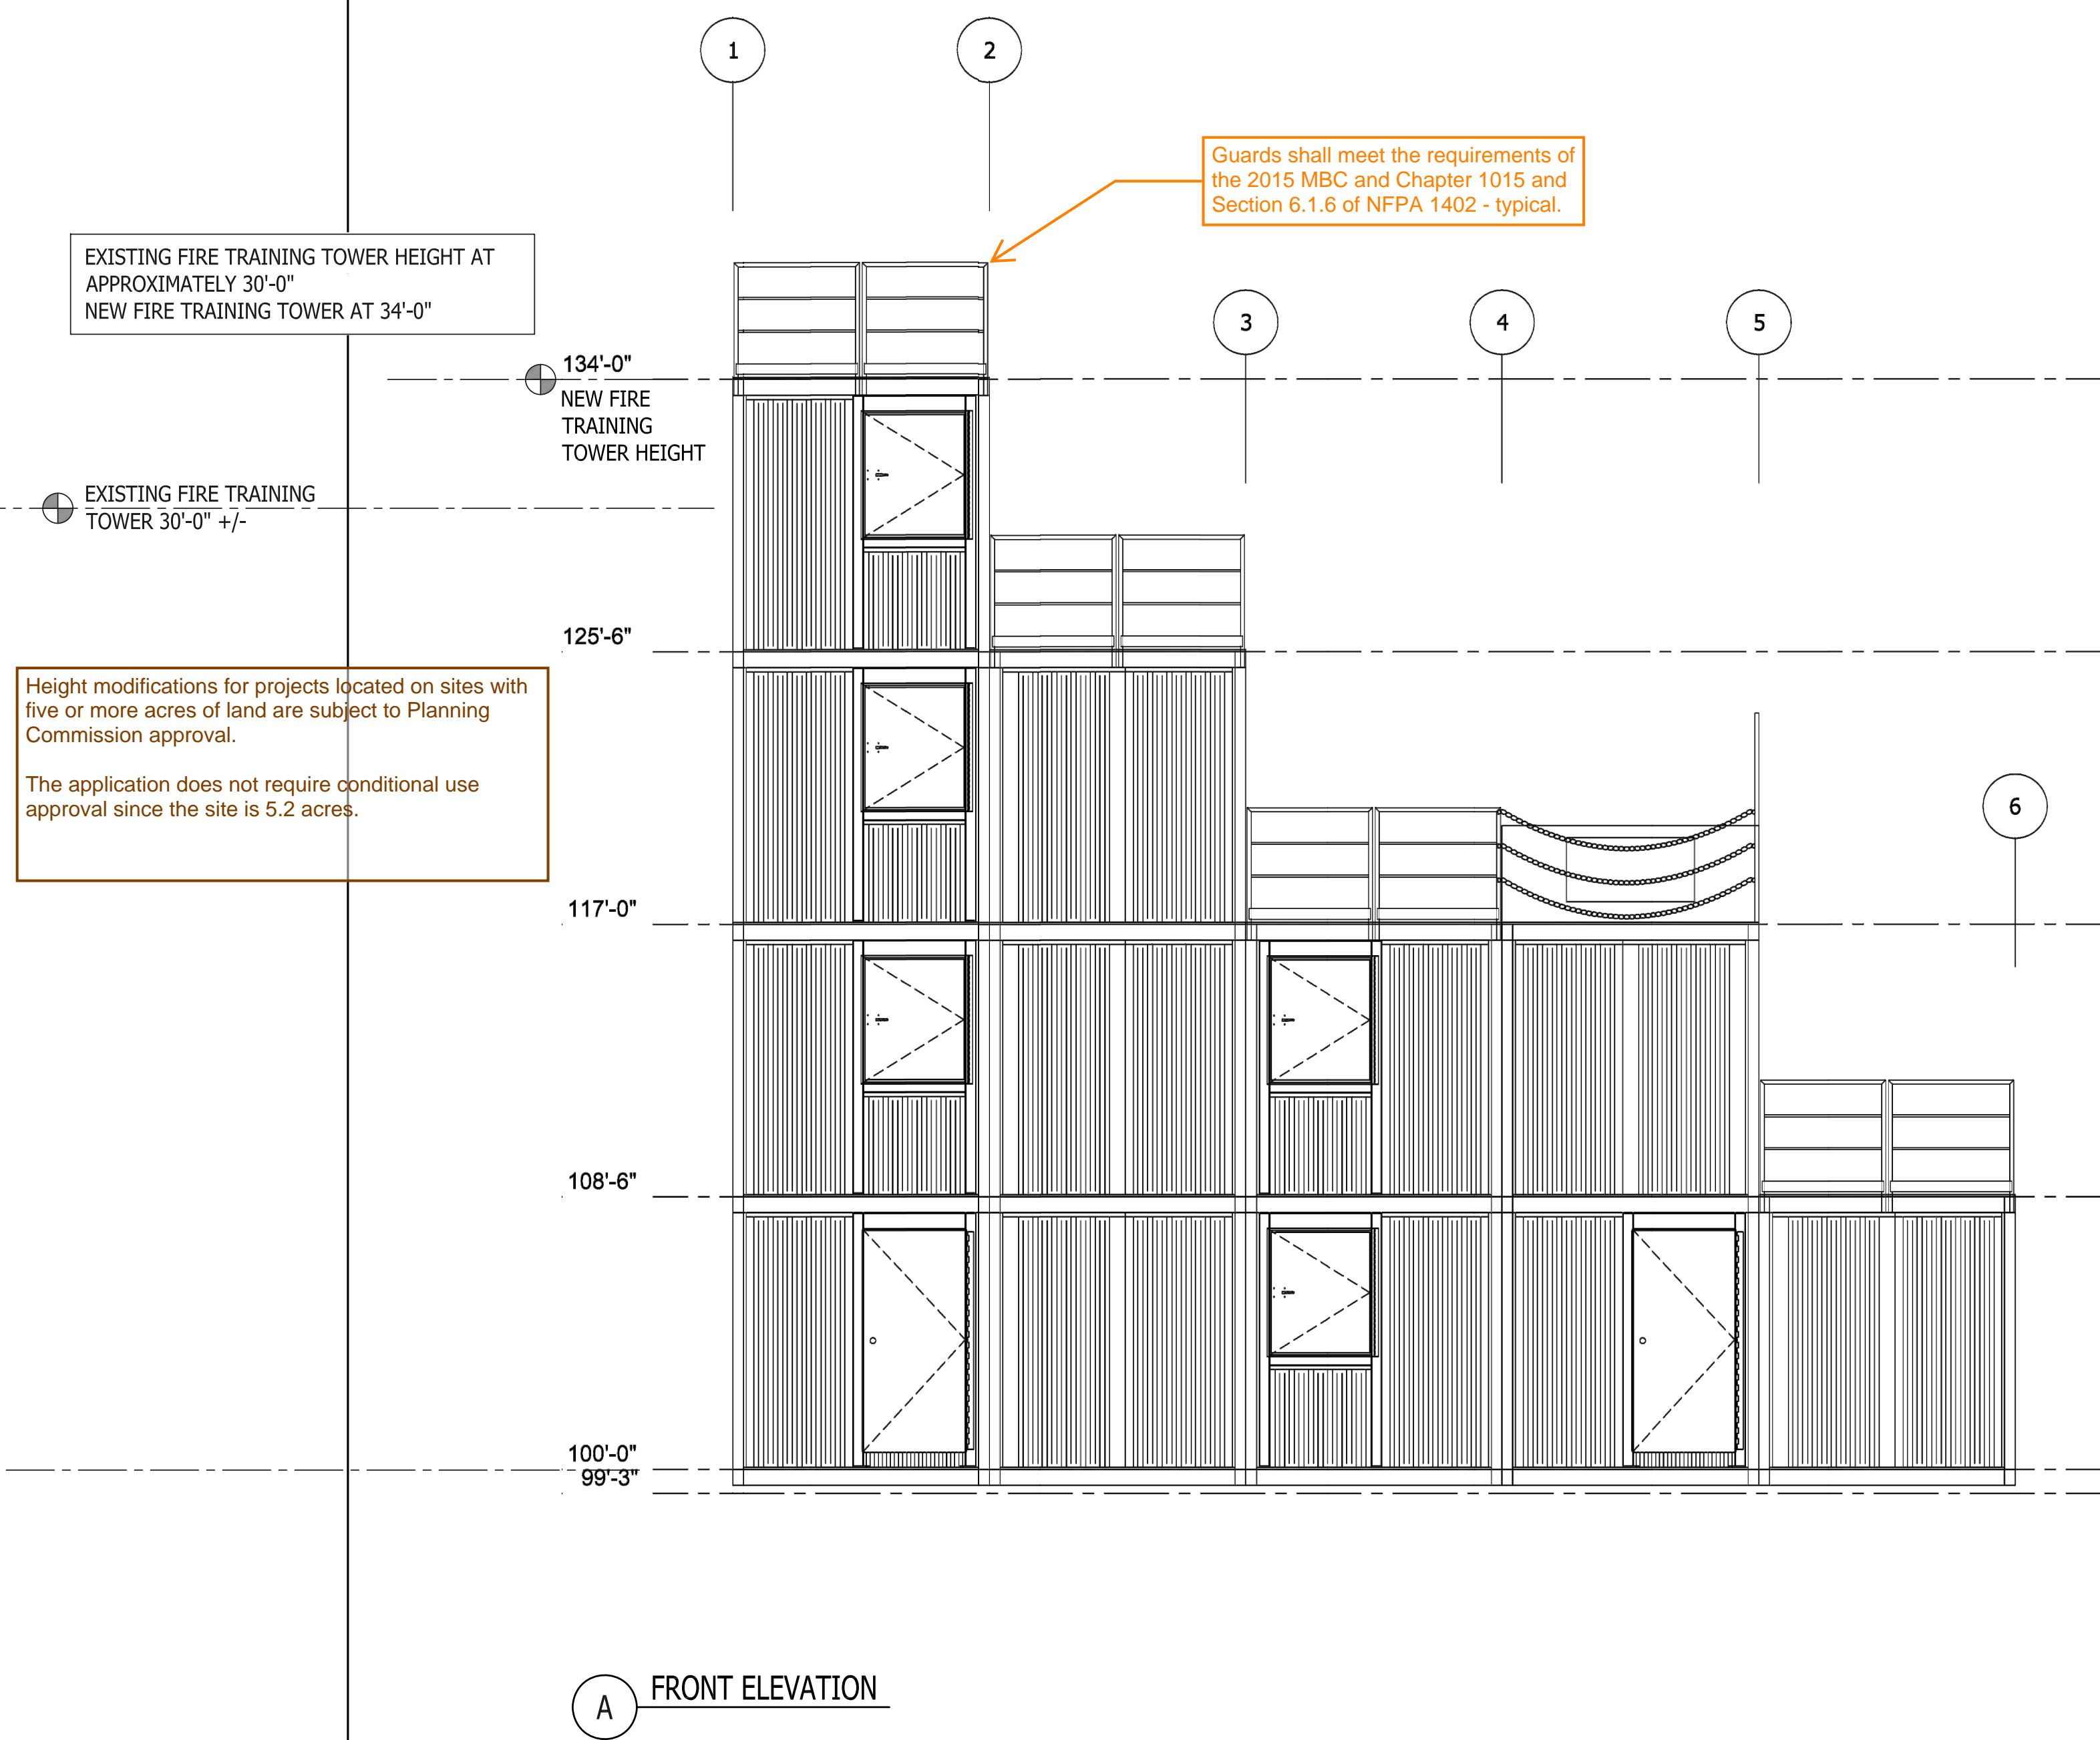 1
2
Guards shall meet the requirements of
the 2015 MBC and Chapter 1015 and
Section 6.1.6 of NFPA 1402 - typical.
EXISTING FIRE TRAINING TOWER HEIGHT AT
APPROXIMATELY 30'-0"
NEW FIRE TRAINING TOWER AT 34'-0"
3
4
5
134'-0"
NEW FIRE
TRAINING
TOWER HEIGHT
EXISTING FIRE TRAINING
TOWER 30'-0" +/-
125'-6"
Height modifications for projects located on sites with
five or more acres of land are subject to Planning
Commission approval.
The application does not require conditional use
approval since the site is 5.2 acres.
6
117'-0"
108'-6"
100'-0"
99'-3"
A
FRONT ELEVATION